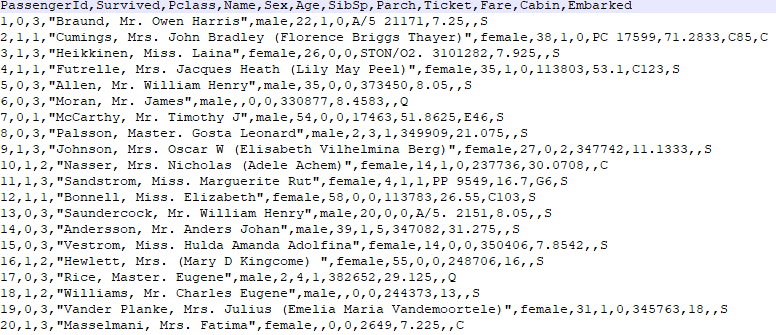 PassengerId,Survived,Pclass,Name,Sex,Age,SibSp,Parch,Ticket,Fare,Cabin,Embarked
1,0,3,"Braund, Mr. Owen Harris",male,22,1,0,A/5 21171,7.25,,S
2,1,1,"Cumings, Mrs. John Bradley (Florence Briggs Thayer)",female,38,1,0,PC 17599,71.2833,C85,C
3,1,3,"Heikkinen, Miss. Laina",female,26,0,0,STON/O2. 3101282,7.925,,S
4,1,1,"Futrelle, Mrs. Jacques Heath (Lily May Peel)",female,35,1,0,113803,53.1,C123,S
5,0,3,"Allen, Mr. William Henry",male,35,0,0,373450,8.05,,S
6,0,3,"Moran, Mr. James",male,,0,0,330877,8.4583,,Q
7,0,1,"McCarthy, Mr. Timothy J",male,54,0,0,17463,51.8625,E46,S
8,0,3,"Palsson, Master. Gosta Leonard",male,2,3,1,349909,21.075,,S
9,1,3,"Johnson, Mrs. Oscar W (Elisabeth Vilhelmina Berg)",female,27,0,2,347742,11.1333,,S
10,1,2,"Nasser, Mrs. Nicholas (Adele Achem)",female,14,1,0,237736,30.0708,,C
11,1,3,"Sandstrom, Miss. Marguerite Rut",female,4,1,1,PP 9549,16.7,G6,S
12,1,1,"Bonnell, Miss. Elizabeth",female,58,0,0,113783,26.55,C103,S
13,0,3,"Saundercock, Mr. William Henry",male,20,0,0,A/5. 2151,8.05,,S
14,0,3,"Andersson, Mr. Anders Johan",male,39,1,5,347082,31.275,,S
15,0,3,"Vestrom, Miss. Hulda Amanda Adolfina",female,14,0,0,350406,7.8542,,S
16,1,2,"Hewlett, Mrs. (Mary D Kingcome) ",female,55,0,0,248706,16,,S
17,0,3,"Rice, Master. Eugene",male,2,4,1,382652,29.125,,Q
18,1,2,"Williams, Mr. Charles Eugene",male,,0,0,244373,13,,S
19,0,3,"Vander Planke, Mrs. Julius (Emelia Maria Vandemoortele)",female,31,1,0,345763,18,,S
20,1,3,"Masselmani, Mrs. Fatima",female,,0,0,2649,7.225,,C